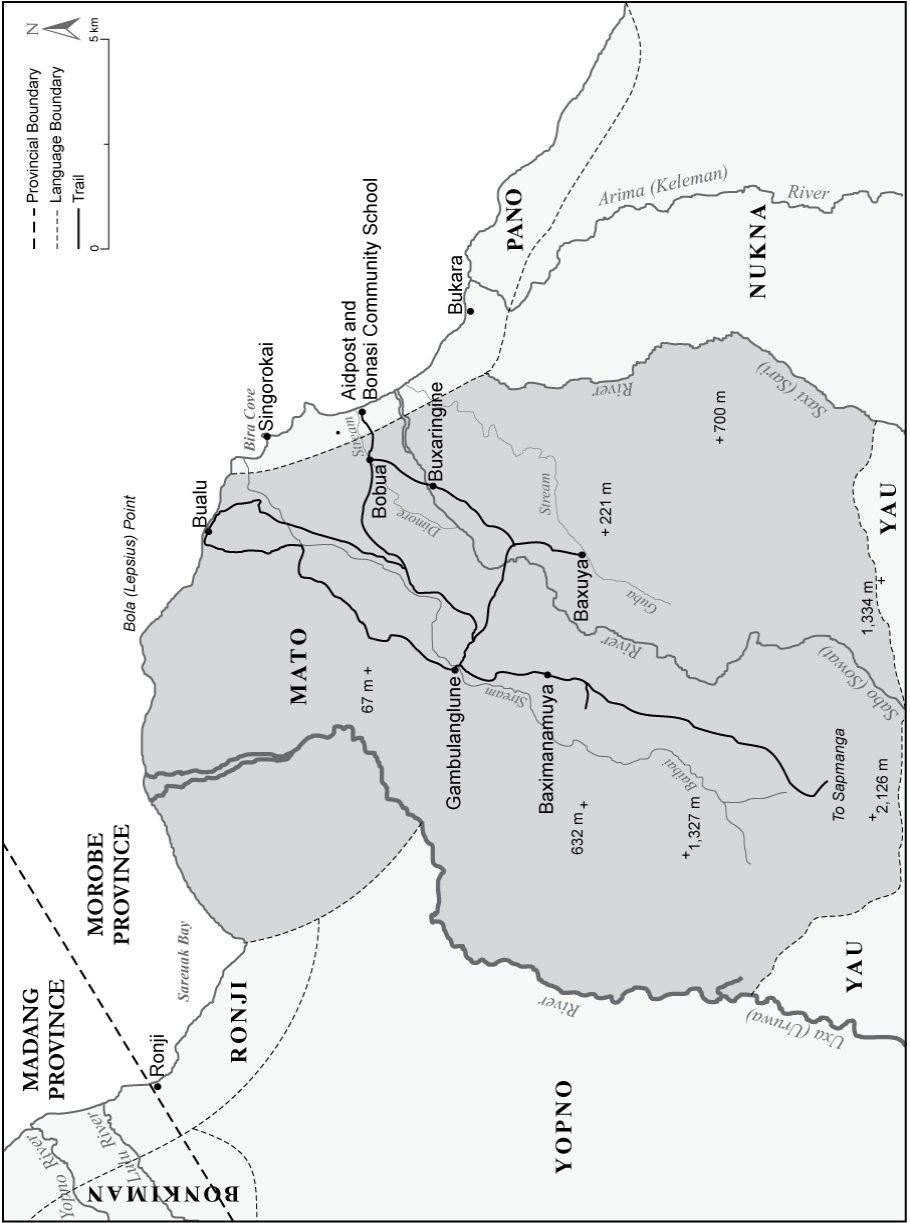 N
5 km
0
Provincial Boundary
Language Boundary
Trail
MADANG
PROVINCE
MOROBE
PROVINCE
Bola (Lepsius) Point
Yopno River
Lulu River
BONKIMAN
Ronji
Sareuak Bay
RONJI
Bualu
Bira Cove
Singorokai
Aidpost and
Bonasi Community School
Stream
MATO
67 m
Bobua
Dimore
Buxaringine
Bukara
PANO
Arima (Keleman)
River
NUKNA
Gambulanglune
Stream
Baximanamuya
Baxuya
Guba
Stream
221 m
700 m
River
Saxi (Sari)
River
Sabo (Sowat)
632 m
1,327 m
Baibai
To Sapmanga
2,126 m
1,334 m
YAU
YAU
River
Uxa (Uruwa)
YOPNO